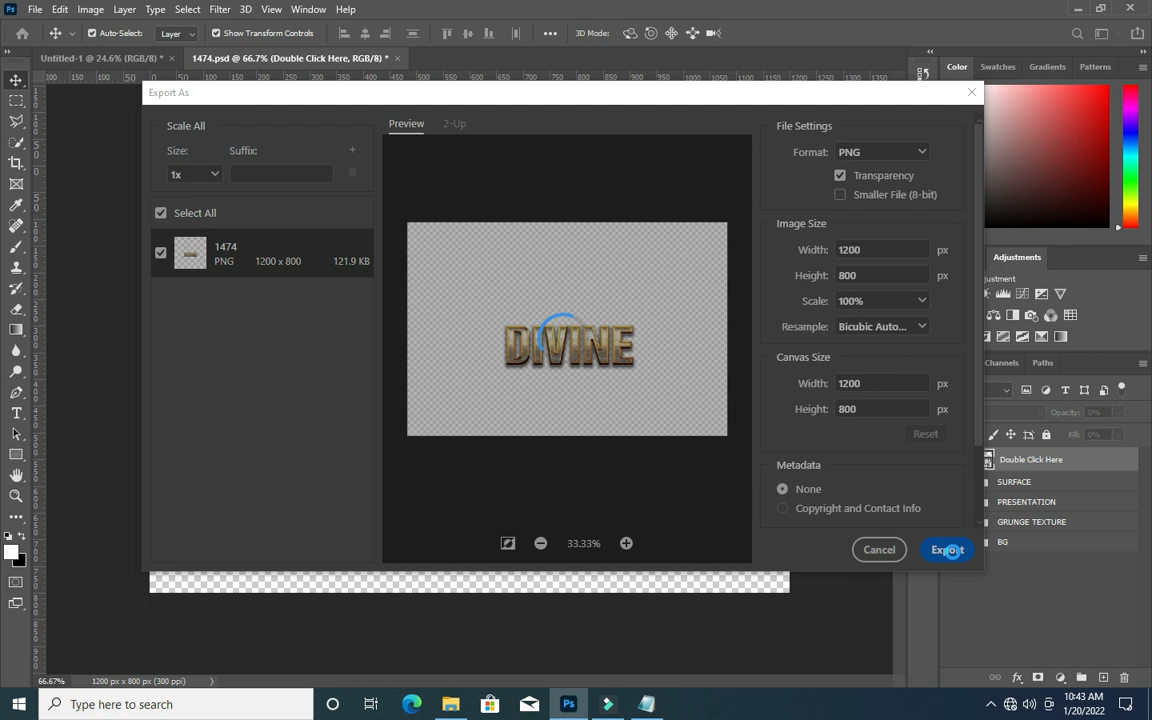 Ps File Edit Image Layer Type Select Filter 3D View Window Help
Auto-Select: Layer Show Transform Controls 3D Mode:
Untitled-1 @ 24.6% (RGB/8) * × 1474.psd @ 66.7% (Double Click Here, RGB/8) * ×
Color Swatches Gradients Patterns
Export As
Scale All
Size: Suffix:
1x
Select All
1474
PNG 1200 x 800 121.9 KB
Preview 2-Up
DIVINE
33.33%
File Settings
Format: PNG
Transparency
Smaller File (8-bit)
Image Size
Width: 1200 px
Height: 800 px
Scale: 100%
Resample: Bicubic Auto...
Canvas Size
Width: 1200 px
Height: 800 px
Reset
Metadata
None
Copyright and Contact Info
Cancel Export
Adjustments
Channels Paths
Opacity: 0%
Fill: 0%
Double Click Here
SURFACE
PRESENTATION
GRUNGE TEXTURE
BG
66.67% 1200 px x 800 px (300 ppi)
Type here to search
10:43 AM
1/20/2022